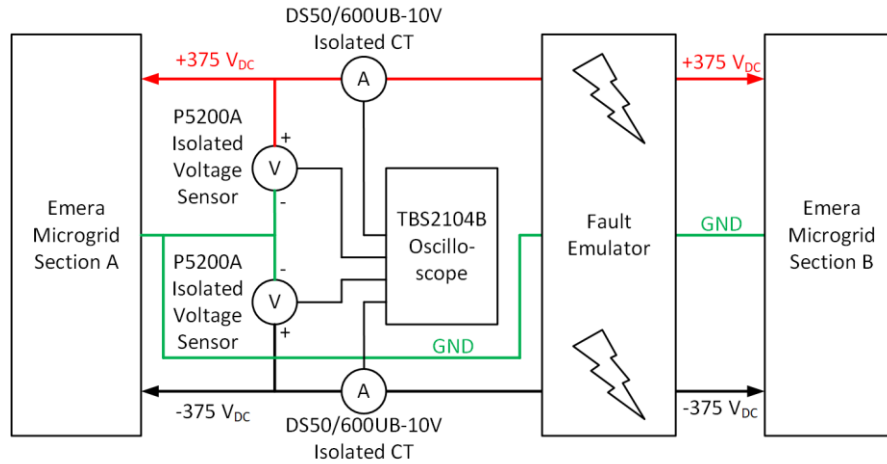 DS50/600UB-10V
Isolated CT
+375 VDC
A
+375 VDC
P5200A
Isolated
Voltage
Sensor
+
V
-
Emera
Microgrid
Section A
TBS2104B
Oscillo-
scope
Fault
Emulator
GND
Emera
Microgrid
Section B
P5200A
Isolated
Voltage
Sensor
-
V
+
GND
-375 VDC
A
-375 VDC
DS50/600UB-10V
Isolated CT